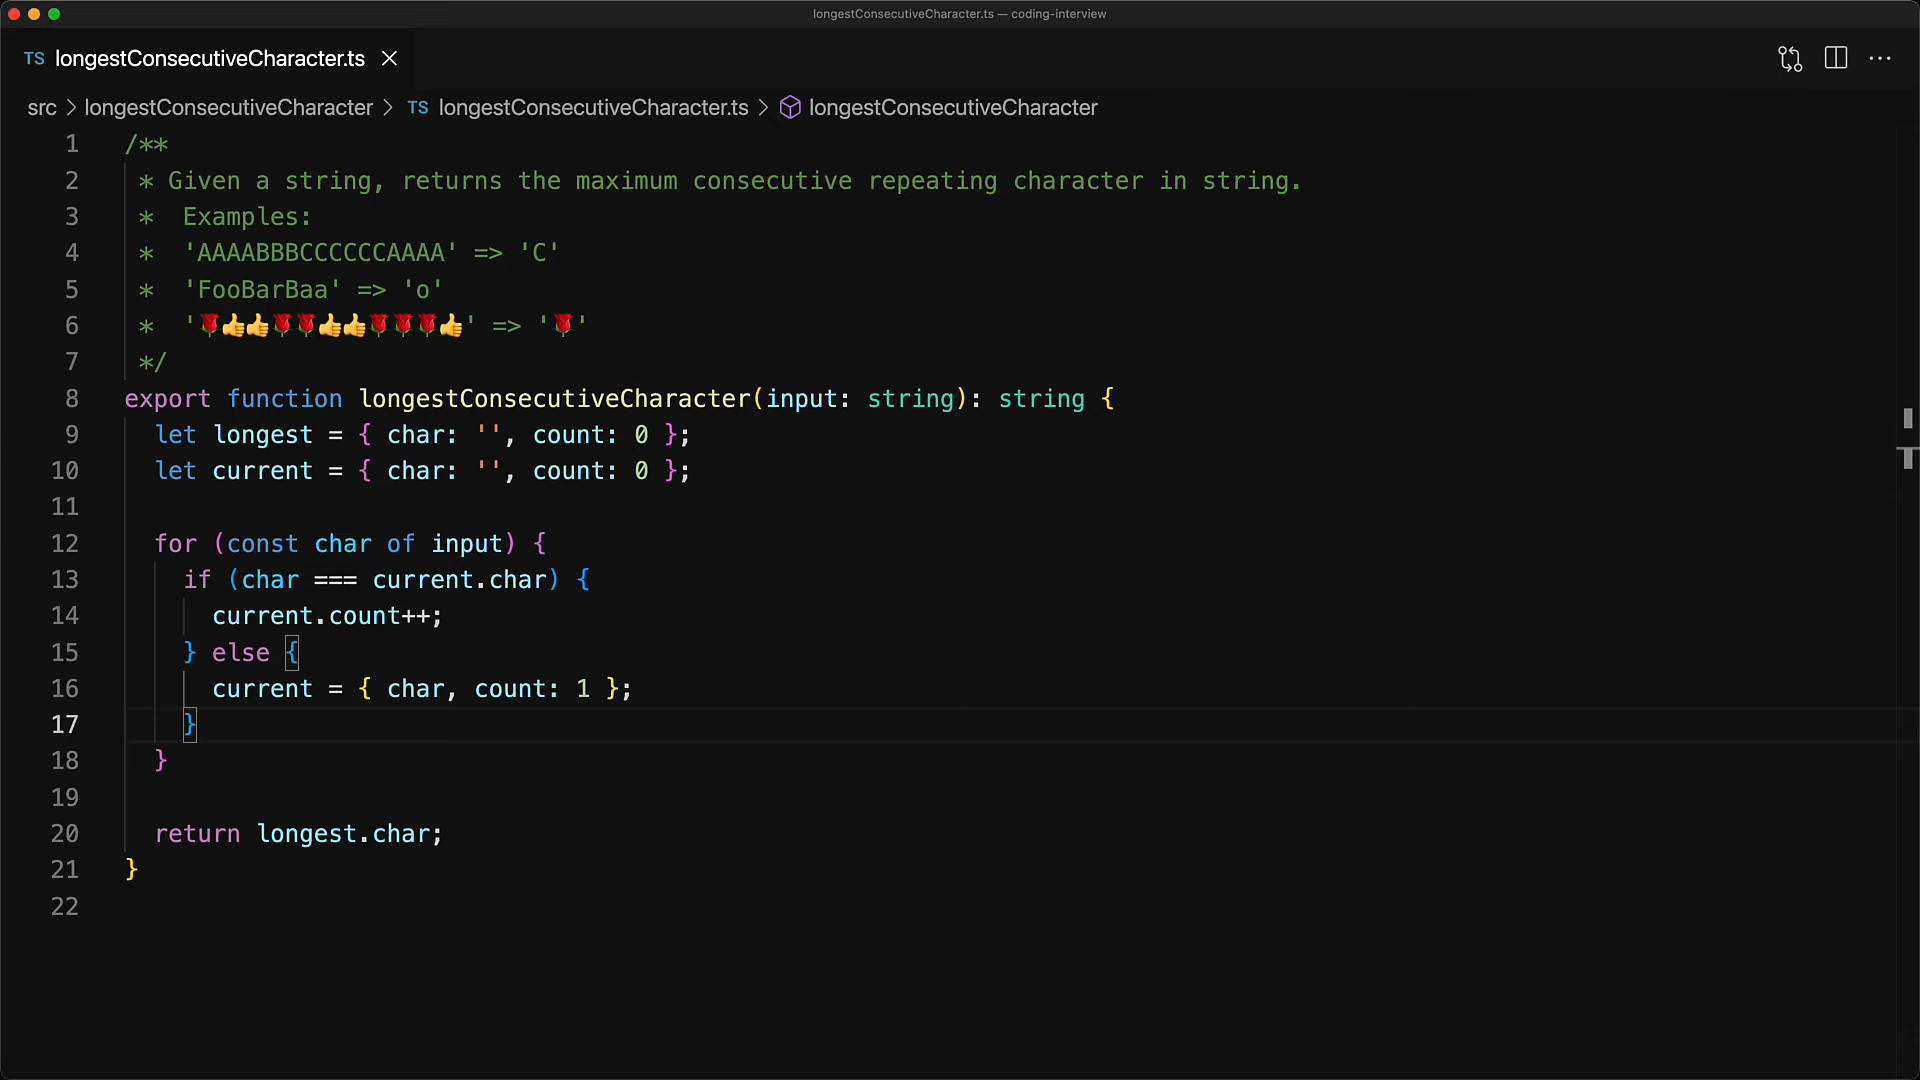 longestConsecutiveCharacter.ts — coding-interview
TS longestConsecutiveCharacter.ts
src > longestConsecutiveCharacter > TS longestConsecutiveCharacter.ts > longestConsecutiveCharacter
1 /**
2  * Given a string, returns the maximum consecutive repeating character in string.
3  *  Examples:
4  *  'AAAABBBCCCCCCAAAA' => 'C'
5  *  'FooBarBaa' => 'o'
6  *  '🌹👍👍🌹🌹👍👍🌹🌹🌹👍' => '🌹'
7  */
8 export function longestConsecutiveCharacter(input: string): string {
9   let longest = { char: '', count: 0 };
10   let current = { char: '', count: 0 };
11
12   for (const char of input) {
13     if (char === current.char) {
14       current.count++;
15     } else {
16       current = { char, count: 1 };
17     }
18   }
19
20   return longest.char;
21 }
22